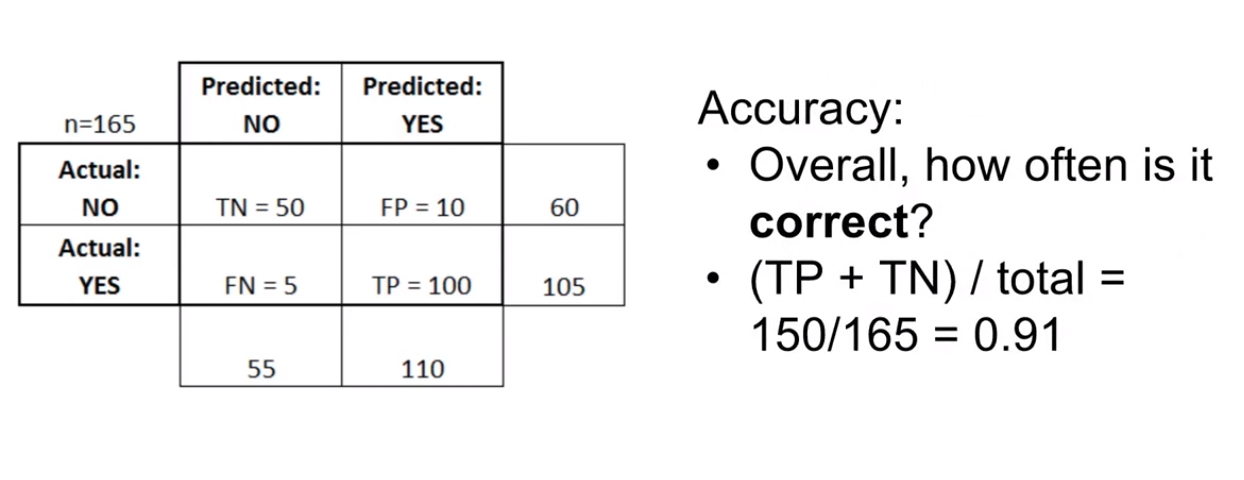 Predicted: Predicted:
n=165 NO YES
Actual:
NO TN = 50 FP = 10 60
Actual:
YES FN = 5 TP = 100 105
55 110
Accuracy:
• Overall, how often is it
correct?
• (TP + TN) / total =
150/165 = 0.91